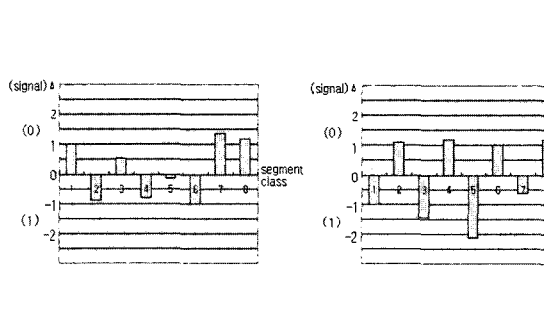 (signal)
2
(0)
1
0
segment
class
1 2 3 4 5 6 7 8
-1
(1)
-2
(signal)
2
(0)
1
0
1 2 3 4 5 6 7
-1
(1)
-2